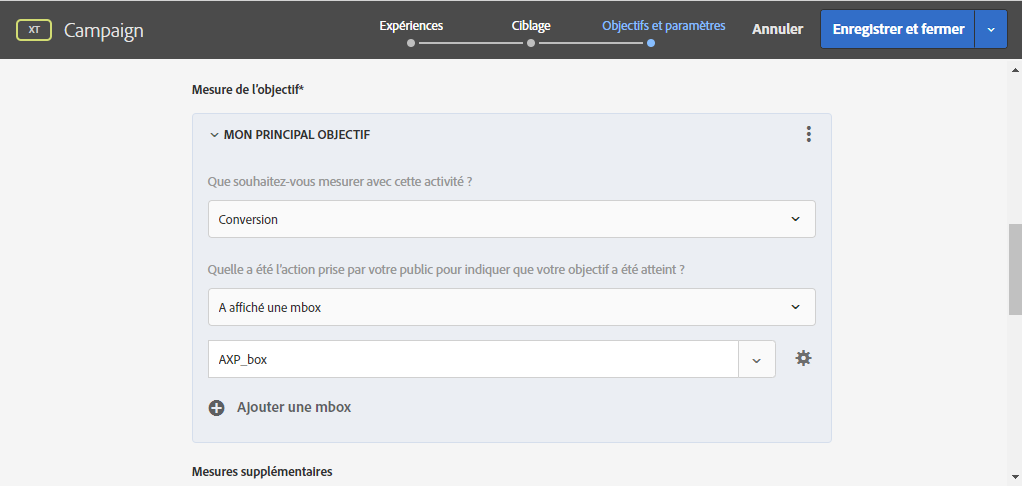 XT Campaign Expériences Ciblage Objectifs et paramètres Annuler Enregistrer et fermer
Mesure de l'objectif*
MON PRINCIPAL OBJECTIF
Que souhaitez-vous mesurer avec cette activité ?
Conversion
Quelle a été l'action prise par votre public pour indiquer que votre objectif a été atteint ?
A affiché une mbox
AXP_box
Ajouter une mbox
Mesures supplémentaires